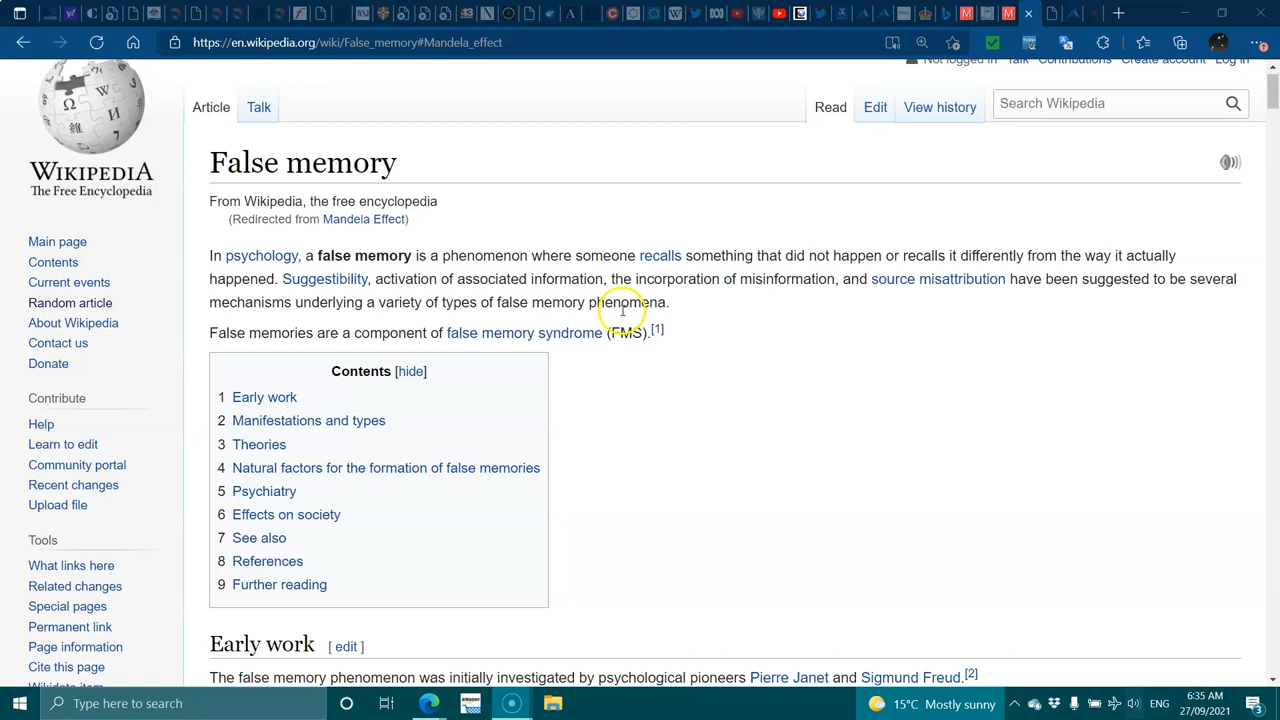 https://en.wikipedia.org/wiki/False_memory#Mandela_effect
Not logged in Talk Contributions Create account Log in
WIKIPEDIA
The Free Encyclopedia
Main page
Contents
Current events
Random article
About Wikipedia
Contact us
Donate
Contribute
Help
Learn to edit
Community portal
Recent changes
Upload file
Tools
What links here
Related changes
Special pages
Permanent link
Page information
Cite this page
Wikidata item
Article Talk
Read Edit View history
Search Wikipedia
False memory
From Wikipedia, the free encyclopedia
(Redirected from Mandela Effect)
In psychology, a false memory is a phenomenon where someone recalls something that did not happen or recalls it differently from the way it actually
happened. Suggestibility, activation of associated information, the incorporation of misinformation, and source misattribution have been suggested to be several
mechanisms underlying a variety of types of false memory phenomena.
False memories are a component of false memory syndrome (FMS).[1]
Contents [hide]
1 Early work
2 Manifestations and types
3 Theories
4 Natural factors for the formation of false memories
5 Psychiatry
6 Effects on society
7 See also
8 References
9 Further reading
Early work [ edit ]
The false memory phenomenon was initially investigated by psychological pioneers Pierre Janet and Sigmund Freud.[2]
Type here to search
amazon
15°C Mostly sunny
ENG
6:35 AM
27/09/2021
3